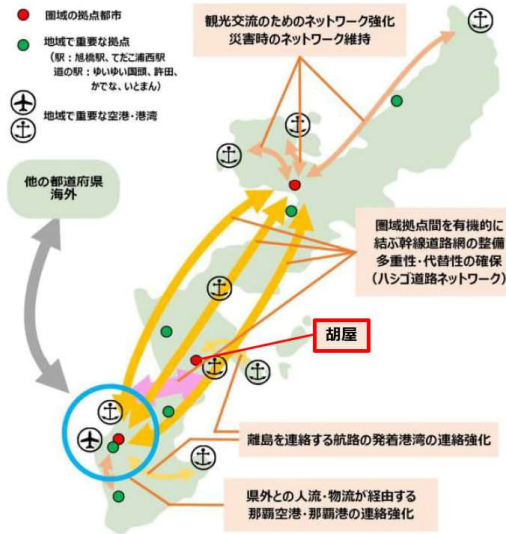 圏域の拠点都市
地域で重要な拠点
（駅：旭橋駅、てだこ浦西駅
道の駅：ゆいゆい国頭、許田、
かでな、いとまん）
地域で重要な空港・港湾
観光交流のためのネットワーク強化
災害時のネットワーク維持
他の都道府県
海外
圏域拠点間を有機的に
結ぶ幹線道路網の整備
多重性・代替性の確保
（ハシゴ道路ネットワーク）
胡屋
離島を連絡する航路の発着港湾の連絡強化
県外との人流・物流が経由する
那覇空港・那覇港の連絡強化